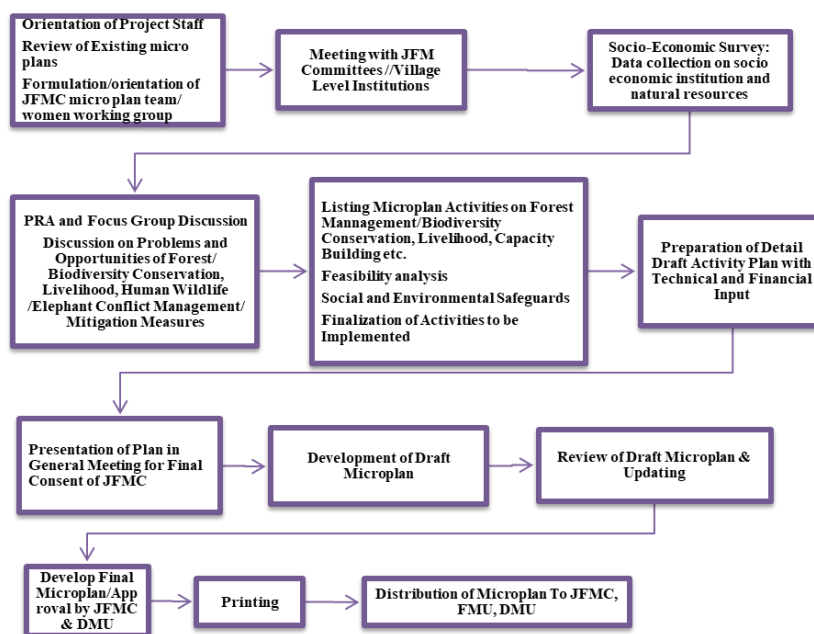 Orientation of Project Staff
Review of Existing micro
plans
Formulation/orientation of
JFMC micro plan team/
women working group
Meeting with JFM
Committees //Village
Level Institutions
Socio-Economic Survey:
Data collection on socio
economic institution and
natural resources
PRA and Focus Group Discussion
Discussion on Problems and
Opportunities of Forest/
Biodiversity Conservation,
Livelihood, Human Wildlife
/Elephant Conflict Management/
Mitigation Measures
Listing Microplan Activities on Forest
Mannagement/Biodiversity
Conservation, Livelihood, Capacity
Building etc.
Feasibility analysis
Social and Environmental Safeguards
Finalization of Activities to be
Implemented
Preparation of Detail
Draft Activity Plan with
Technical and Financial
Input
Presentation of Plan in
General Meeting for Final
Consent of JFMC
Development of Draft
Microplan
Review of Draft Microplan &
Updating
Develop Final
Microplan/App
roval by JFMC
& DMU
Printing
Distribution of Microplan To JFMC,
FMU, DMU